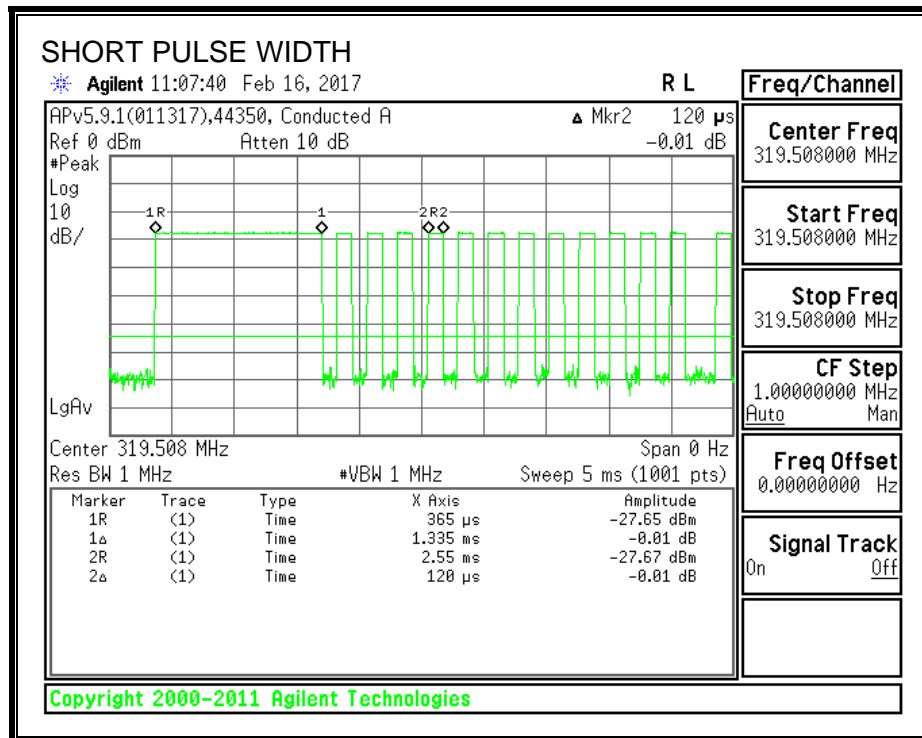 SHORT PULSE WIDTH
Agilent 11:07:40 Feb 16, 2017 R L
APv5.9.1(011317),44350, Conducted A Δ Mkr2 120 µs
Ref 0 dBm Atten 10 dB -0.01 dB
#Peak
Log
10
dB/
1R 1 2R 2
LgAv
Center 319.508 MHz Span 0 Hz
Res BW 1 MHz #VBW 1 MHz Sweep 5 ms (1001 pts)
Marker Trace Type X Axis Amplitude
1R (1) Time 365 µs -27.65 dBm
1Δ (1) Time 1.335 ms -0.01 dB
2R (1) Time 2.55 ms -27.67 dBm
2Δ (1) Time 120 µs -0.01 dB
Freq/Channel
Center Freq
319.508000 MHz
Start Freq
319.508000 MHz
Stop Freq
319.508000 MHz
CF Step
1.00000000 MHz
Auto Man
Freq Offset
0.00000000 Hz
Signal Track
On Off
Copyright 2000-2011 Agilent Technologies